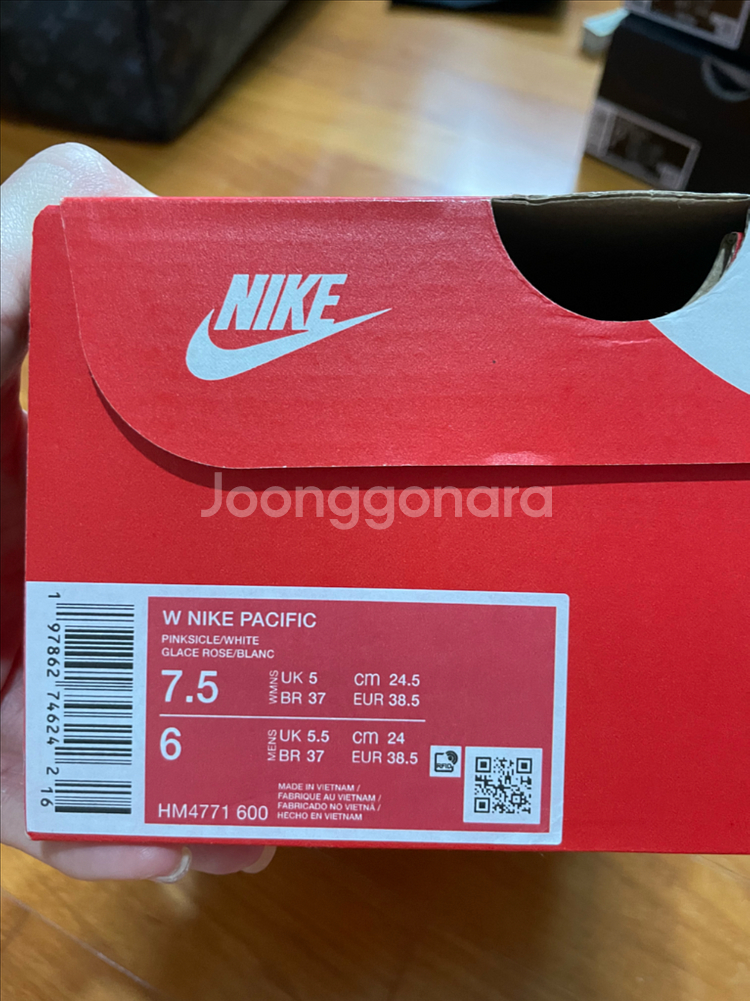 NIKE
Joonggonara
1 97862 74624 2 16
W NIKE PACIFIC
PINKSICLE/WHITE
GLACE ROSE/BLANC
7.5 WMNS UK 5 cm 24.5
BR 37 EUR 38.5
6 MENS UK 5.5 cm 24
BR 37 EUR 38.5
RFID
HM4771 600
MADE IN VIETNAM /
FABRIQUE AU VIETNAM /
FABRICADO NO VIETNÃ /
HECHO EN VIETNAM